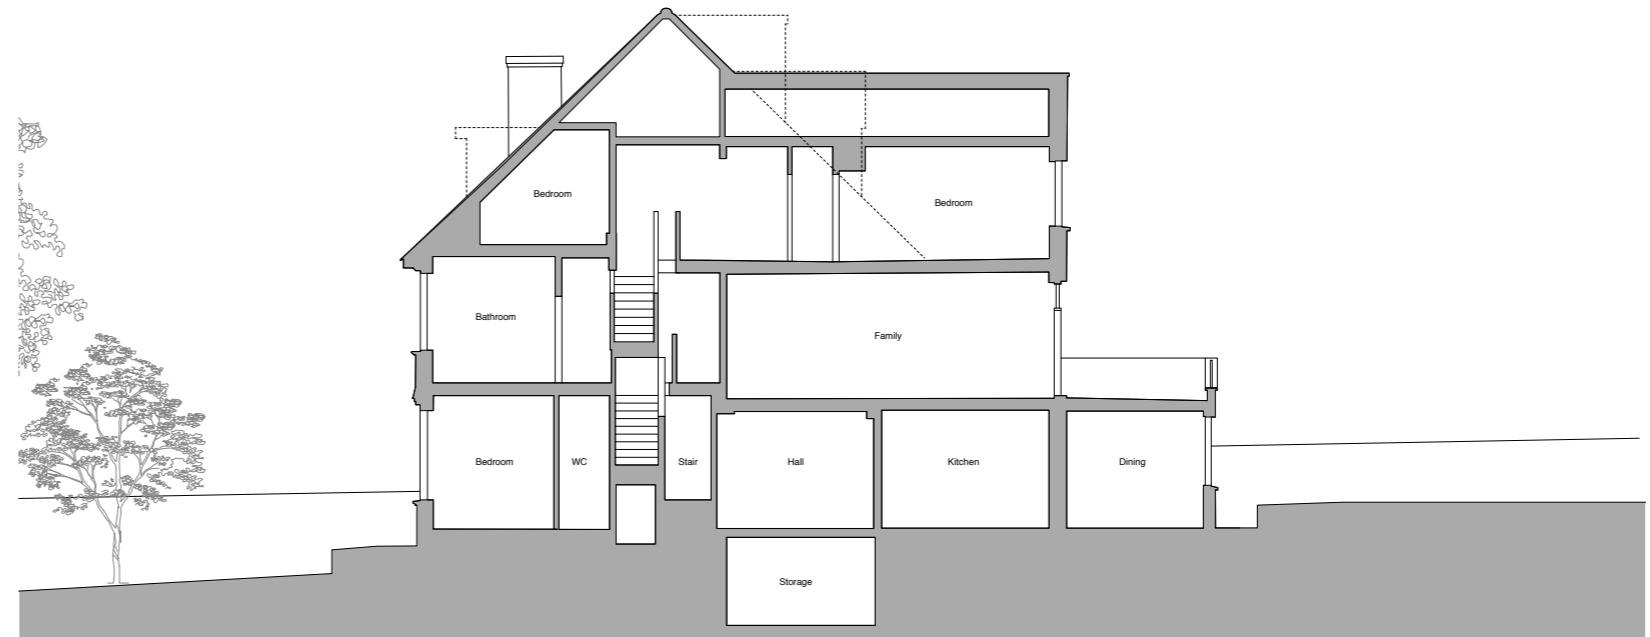 Bedroom
Bedroom
Bathroom
Family
Bedroom
WC
Stair
Hall
Kitchen
Dining
Storage